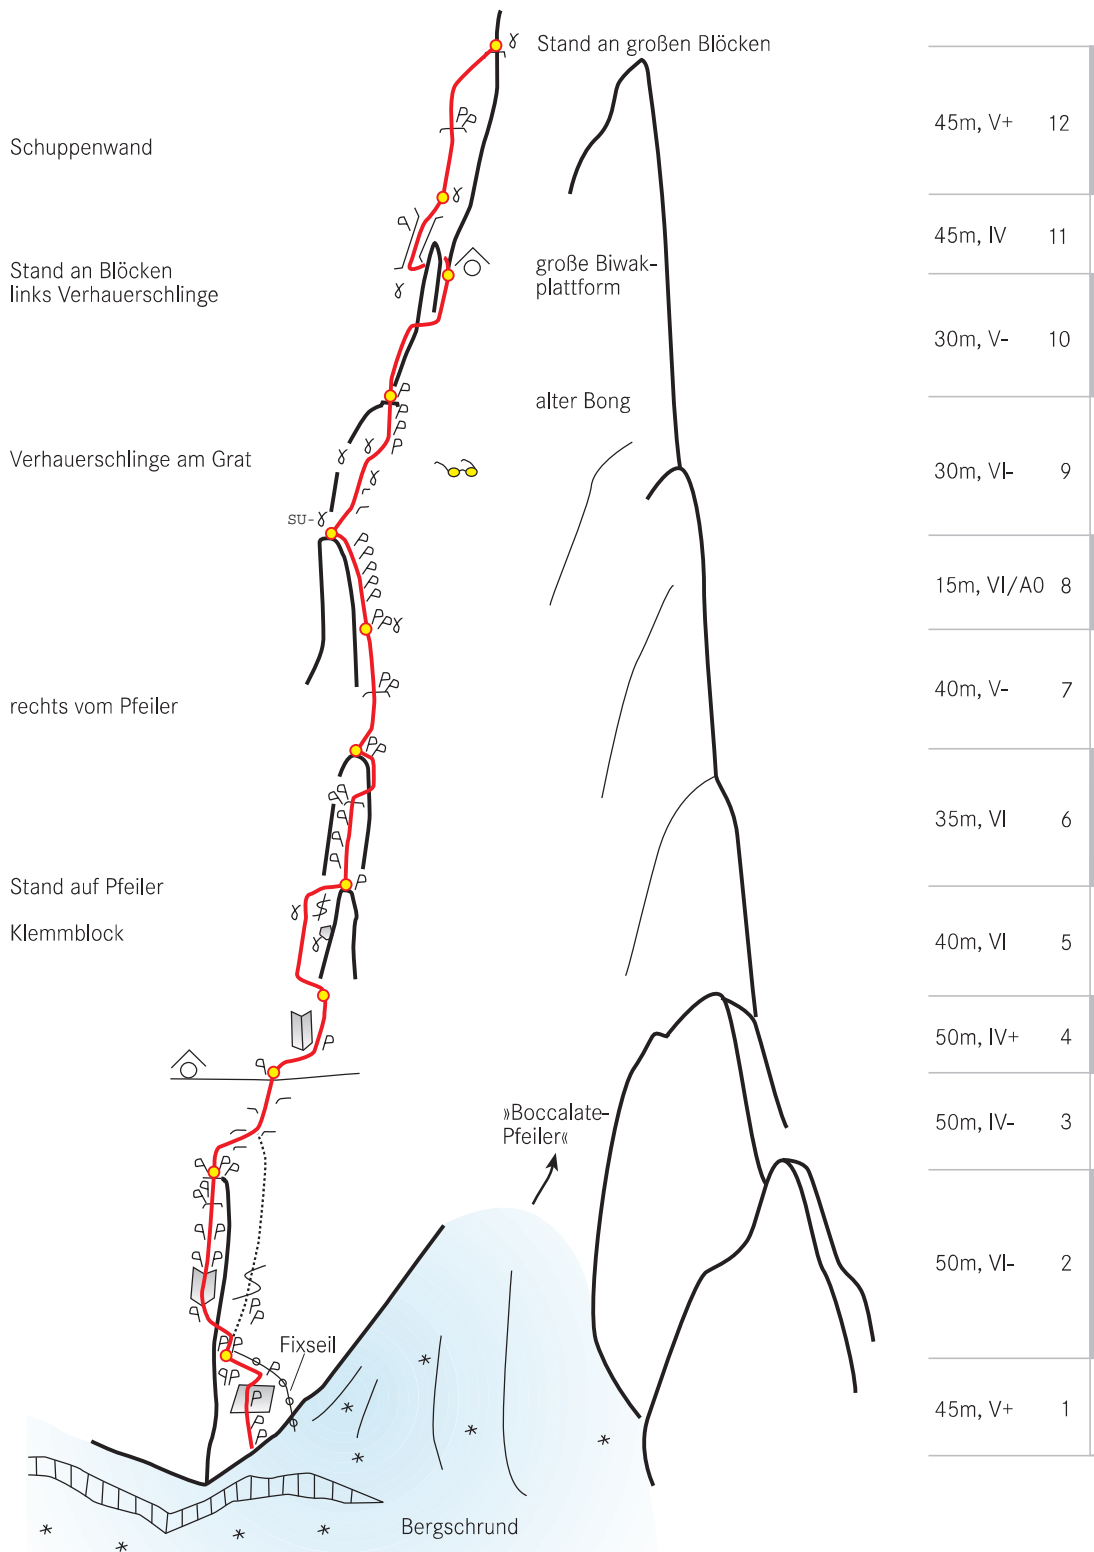 Stand an großen Blöcken
45m, V+ 12
Schuppenwand
45m, IV 11
Stand an Blöcken
links Verhauerschlinge
große Biwak-
plattform
30m, V- 10
alter Bong
Verhauerschlinge am Grat
30m, VI- 9
SU-
15m, VI/A0 8
rechts vom Pfeiler
40m, V- 7
35m, VI 6
Stand auf Pfeiler
Klemmblock
40m, VI 5
50m, IV+ 4
»Boccalate-
Pfeiler«
50m, IV- 3
50m, VI- 2
Fixseil
45m, V+ 1
Bergschrund